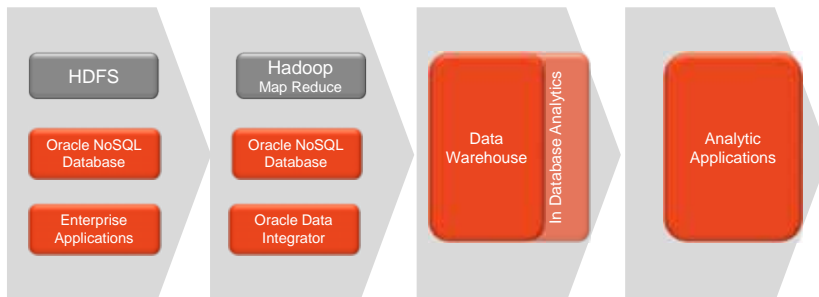 HDFS
Oracle NoSQL
Database
Enterprise
Applications
Hadoop
Map Reduce
Oracle NoSQL
Database
Oracle Data
Integrator
Data
Warehouse
In Database Analytics
Analytic
Applications